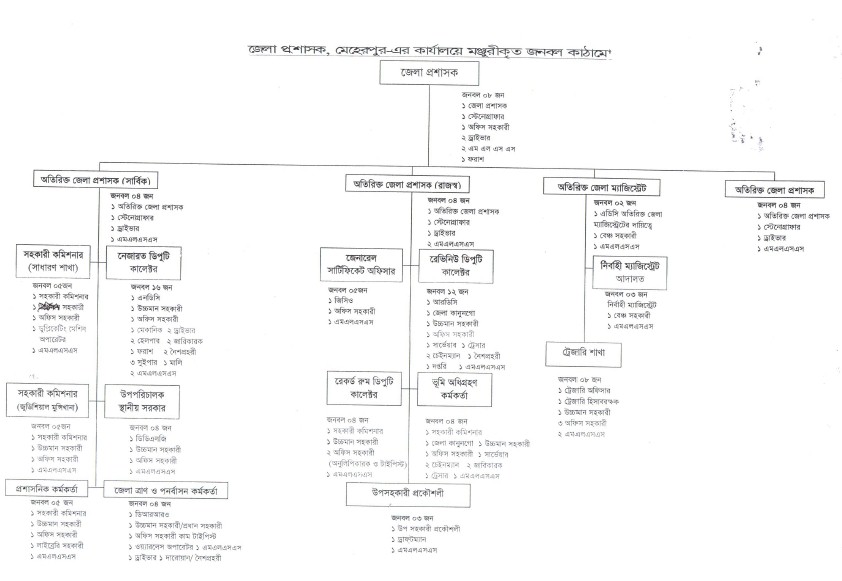 জেলা প্রশাসক, মেহেরপুর-এর কার্যালয়ে মঞ্জুরীকৃত জনবল কাঠামো
জেলা প্রশাসক
জনবল ০৮ জন
১ জেলা প্রশাসক
১ স্টেনোগ্রাফার
১ অফিস সহকারী
২ ড্রাইভার
২ এম এল এস এস
১ ফরাশ
অতিরিক্ত জেলা প্রশাসক (সার্বিক)
জনবল ০৪ জন
১ অতিরিক্ত জেলা প্রশাসক
১ স্টেনোগ্রাফার
১ ড্রাইভার
১ এমএলএসএস
সহকারী কমিশনার
(সাধারণ শাখা)
জনবল ০৫জন
১ সহকারী কমিশনার
১ সহকারী
১ অফিস সহকারী
১ ডুপ্লিকেটিং মেশিন
অপারেটর
১ এমএলএসএস
নেজারত ডিপুটি
কালেক্টর
জনবল ১৬ জন
১ এনডিসি
১ উচ্চমান সহকারী
১ অফিস সহকারী
১ মেকানিক ২ ড্রাইভার
২ হেলপার ২ জারিকারক
১ ফরাশ ২ নৈশপ্রহরী
৩ সুইপার ১ মালি
২ এমএলএসএস
সহকারী কমিশনার
(জুডিশিয়াল মুন্সিখানা)
জনবল ০৫জন
১ সহকারী কমিশনার
১ উচ্চমান সহকারী
১ অফিস সহকারী
১ এমএলএসএস
উপপরিচালক
স্থানীয় সরকার
জনবল ০৪ জন
১ ডিডিএলজি
১ উচ্চমান সহকারী
১ অফিস সহকারী
১ এমএলএসএস
প্রশাসনিক কর্মকর্তা
জনবল ০৫ জন
১ সহকারী কমিশনার
১ উচ্চমান সহকারী
১ অফিস সহকারী
১ লাইব্রেরি সহকারী
১ এমএলএসএস
জেলা ত্রাণ ও পনর্বাসন কর্মকর্তা
জনবল ০৪ জন
১ ডিআরআরও
১ উচ্চমান সহকারী/প্রধান সহকারী
১ অফিস সহকারী কাম টাইপিস্ট
১ ওয়্যারলেস অপারেটর ১ এমএলএসএস
১ ড্রাইভার ১ দারোয়ান/ নৈশপ্রহরী
অতিরিক্ত জেলা প্রশাসক (রাজস্ব)
জনবল ০৪ জন
১ অতিরিক্ত জেলা প্রশাসক
১ স্টেনোগ্রাফার
১ ড্রাইভার
২ এমএলএসএস
জেনারেল
সার্টিফিকেট অফিসার
জনবল ০৫জন
১ জিসিও
১ অফিস সহকারী
১ এমএলএসএস
রেভিনিউ ডিপুটি
কালেক্টর
জনবল ১২ জন
১ আরডিসি
১ জেলা কানুনগো
১ উচ্চমান সহকারী
১ অফিস সহকারী
১ সার্ভেয়ার ১ ট্রেসার
২ চেইনম্যান ১ নৈশপ্রহরী
১ দপ্তরি ১ এমএলএসএস
রেকর্ড রুম ডিপুটি
কালেক্টর
জনবল ০৪ জন
১ সহকারী কমিশনার
১ উচ্চমান সহকারী
২ অফিস সহকারী
(অনুলিপিকারক ও টাইপিস্ট)
১ এমএলএসএস
ভূমি অধিগ্রহণ
কর্মকর্তা
জনবল ০৪ জন
১ সহকারী কমিশনার
১ জেলা কানুনগো ১ উচ্চমান সহকারী
১ অফিস সহকারী ১ সার্ভেয়ার
২ চেইনম্যান ২ জারিকারক
১ ট্রেসার ১ এমএলএসএস
উপসহকারী প্রকৌশলী
জনবল ০৩ জন
১ উপ সহকারী প্রকৌশলী
১ ড্রাফটম্যান
১ এমএলএসএস
অতিরিক্ত জেলা ম্যাজিস্ট্রেট
জনবল ০২ জন
১ এডিসি অতিরিক্ত জেলা
ম্যাজিস্ট্রেটের দায়িত্বে
১ বেঞ্চ সহকারী
১ এমএলএসএস
নির্বাহী ম্যাজিস্ট্রেট
আদালত
জনবল ০৩ জন
নির্বাহী ম্যাজিস্ট্রেট
১ বেঞ্চ সহকারী
১ এমএলএসএস
ট্রেজারি শাখা
জনবল ০৮ জন
১ ট্রেজারি অফিসার
১ ট্রেজারি হিসাবরক্ষক
১ উচ্চমান সহকারী
৩ অফিস সহকারী
২ এমএলএসএস
অতিরিক্ত জেলা প্রশাসক
জনবল ০৪ জন
১ অতিরিক্ত জেলা প্রশাসক
১ স্টেনোগ্রাফার
১ ড্রাইভার
১ এমএলএসএস